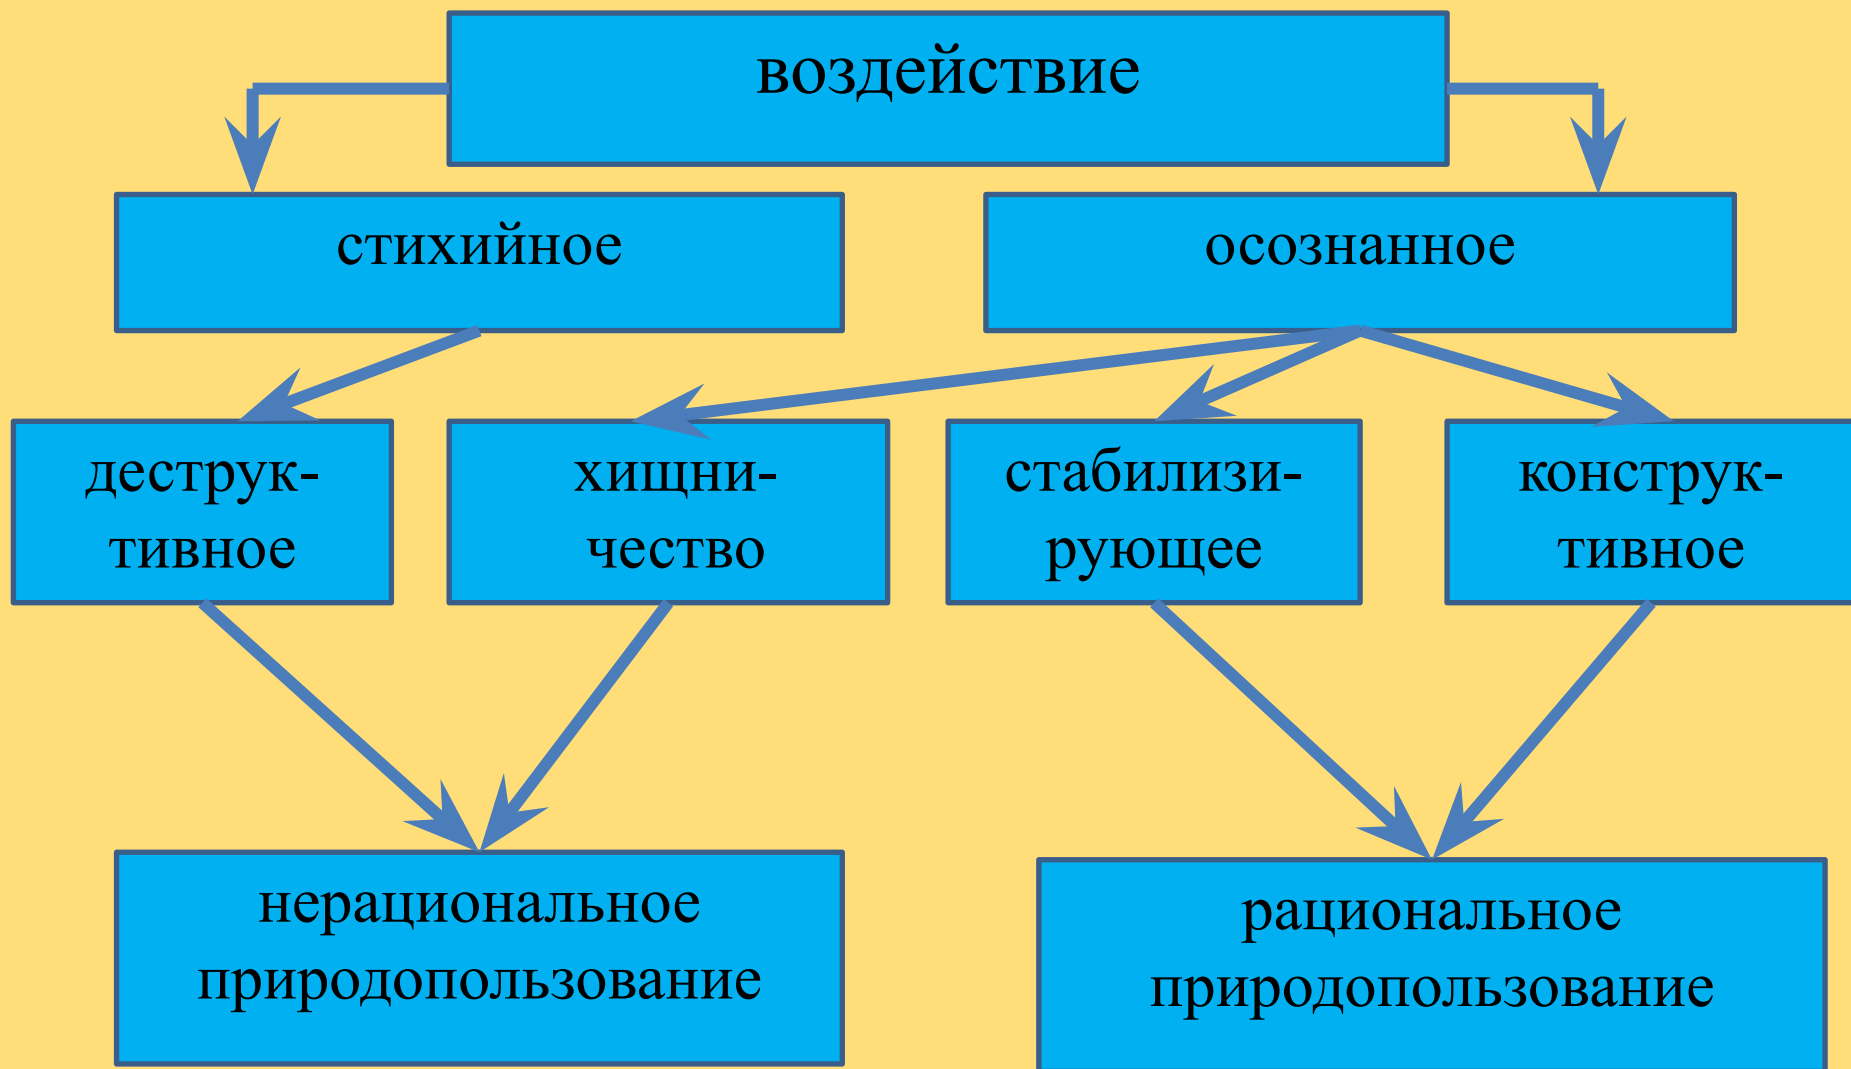 воздействие
стихийное
осознанное
деструк-
тивное
хищни-
чество
стабилизи-
рующее
конструк-
тивное
нерациональное
природопользование
рациональное
природопользование